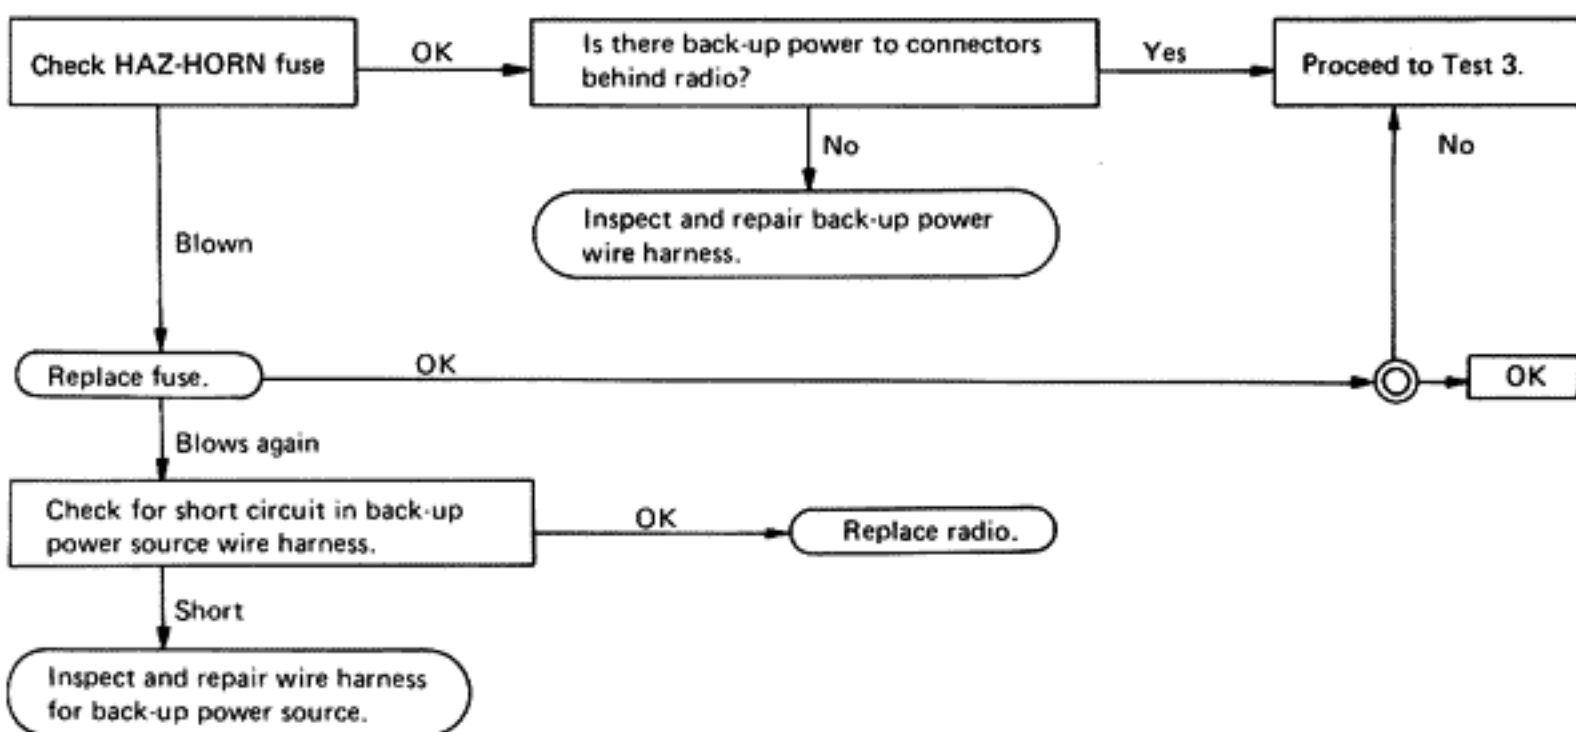 Check HAZ-HORN fuse
OK
Is there back-up power to connectors
behind radio?
Yes
Proceed to Test 3.
No
No
Inspect and repair back-up power
wire harness.
Blown
Replace fuse.
OK
OK
Blows again
Check for short circuit in back-up
power source wire harness.
OK
Replace radio.
Short
Inspect and repair wire harness
for back-up power source.